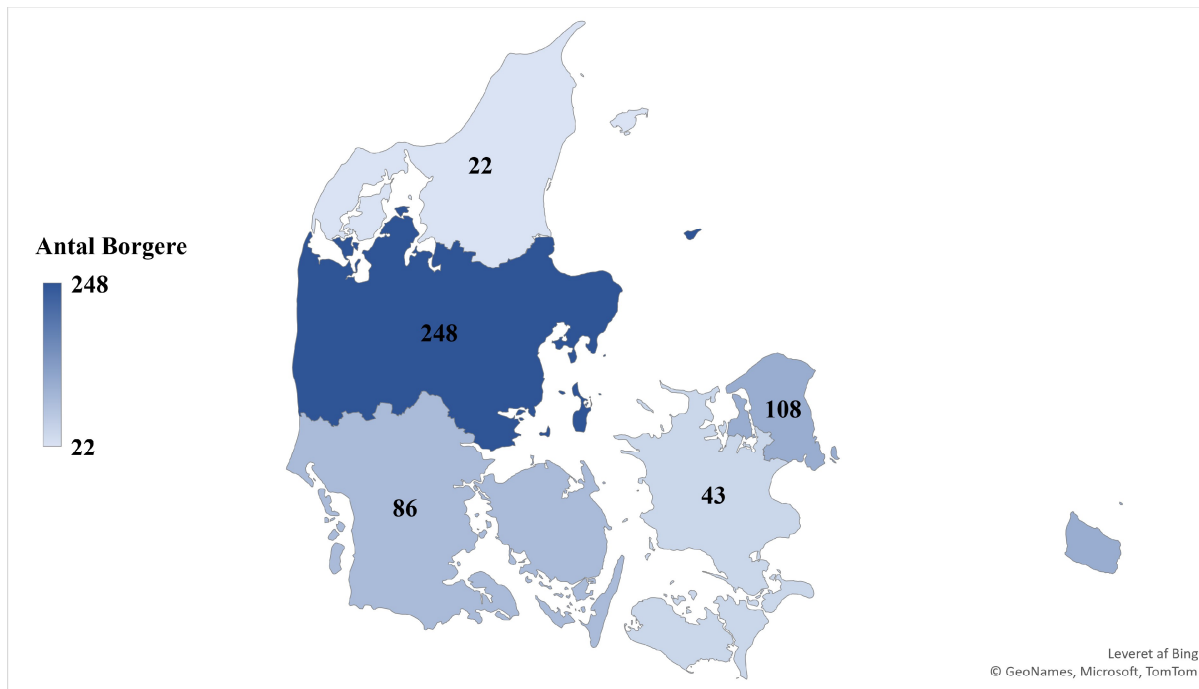 22
Antal Borgere
248
248
108
22
43
86
Leveret af Bing
© GeoNames, Microsoft, TomTom